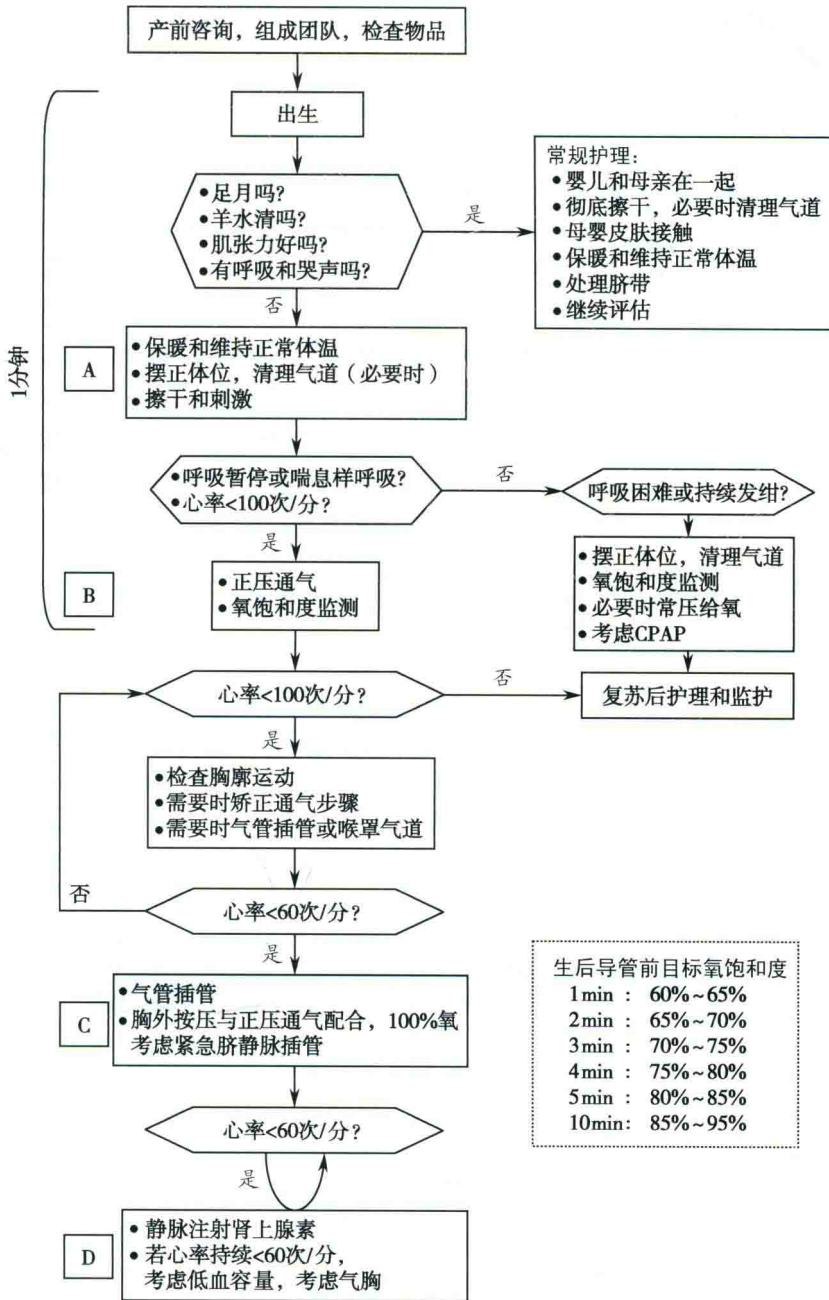 产前咨询，组成团队，检查物品
出生
1分钟
•足月吗？
•羊水清吗？
•肌张力好吗？
•有呼吸和哭声吗？
是
常规护理：
•婴儿和母亲在一起
•彻底擦干，必要时清理气道
•母婴皮肤接触
•保暖和维持正常体温
•处理脐带
•继续评估
否
A
•保暖和维持正常体温
•摆正体位，清理气道（必要时）
•擦干和刺激
•呼吸暂停或喘息样呼吸？
•心率<100次/分？
否
呼吸困难或持续发绀？
是
B
•正压通气
•氧饱和度监测
•摆正体位，清理气道
•氧饱和度监测
•必要时常压给氧
•考虑CPAP
心率<100次/分？
否
复苏后护理和监护
是
•检查胸廓运动
•需要时矫正通气步骤
•需要时气管插管或喉罩气道
否
心率<60次/分？
是
C
•气管插管
•胸外按压与正压通气配合，100%氧
考虑紧急脐静脉插管
心率<60次/分？
是
D
•静脉注射肾上腺素
•若心率持续<60次/分，
考虑低血容量，考虑气胸
生后导管前目标氧饱和度
1min： 60%~65%
2min： 65%~70%
3min： 70%~75%
4min： 75%~80%
5min： 80%~85%
10min： 85%~95%